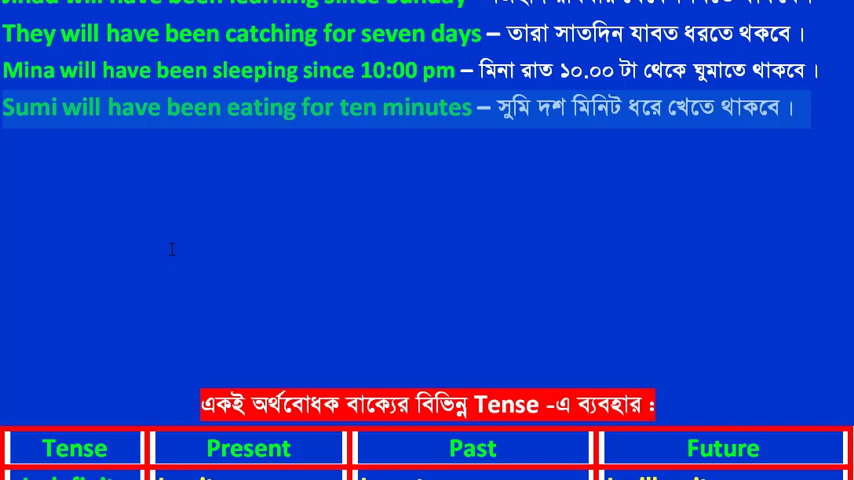 They will have been catching for seven days – তারা সাতদিন যাবত ধরতে থকবে ।
Mina will have been sleeping since 10:00 pm – মিনা রাত ১০.০০ টা থেকে ঘুমাতে থাকবে ।
Sumi will have been eating for ten minutes – সুমি দশ মিনিট ধরে খেতে থাকবে ।
একই অর্থবোধক বাক্যের বিভিন্ন Tense -এ ব্যবহার :
Tense Present Past Future